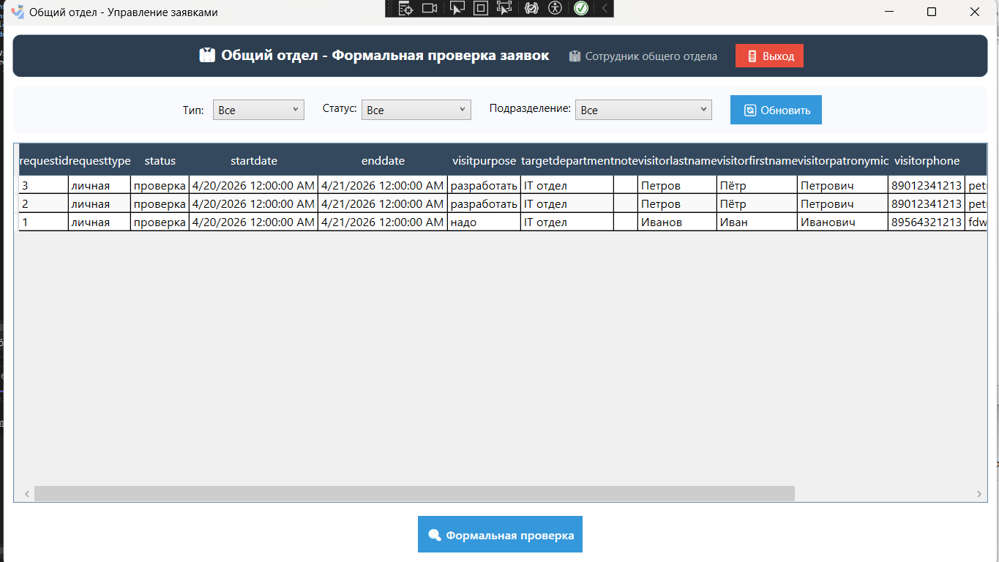 Общий отдел - Управление заявками
Общий отдел - Формальная проверка заявок Сотрудник общего отдела Выход
Тип: Все Статус: Все Подразделение: Все Обновить
requestid requesttype status startdate enddate visitpurpose targetdepartment note visitorlastname visitorfirstname visitorpatronymic visitorphone
3 личная проверка 4/20/2026 12:00:00 AM 4/21/2026 12:00:00 AM разработать IT отдел Петров Пётр Петрович 89012341213 pet
2 личная проверка 4/20/2026 12:00:00 AM 4/21/2026 12:00:00 AM разработать IT отдел Петров Пётр Петрович 89012341213 pet
1 личная проверка 4/20/2026 12:00:00 AM 4/21/2026 12:00:00 AM надо IT отдел Иванов Иван Иванович 89564321213 fdw
Формальная проверка